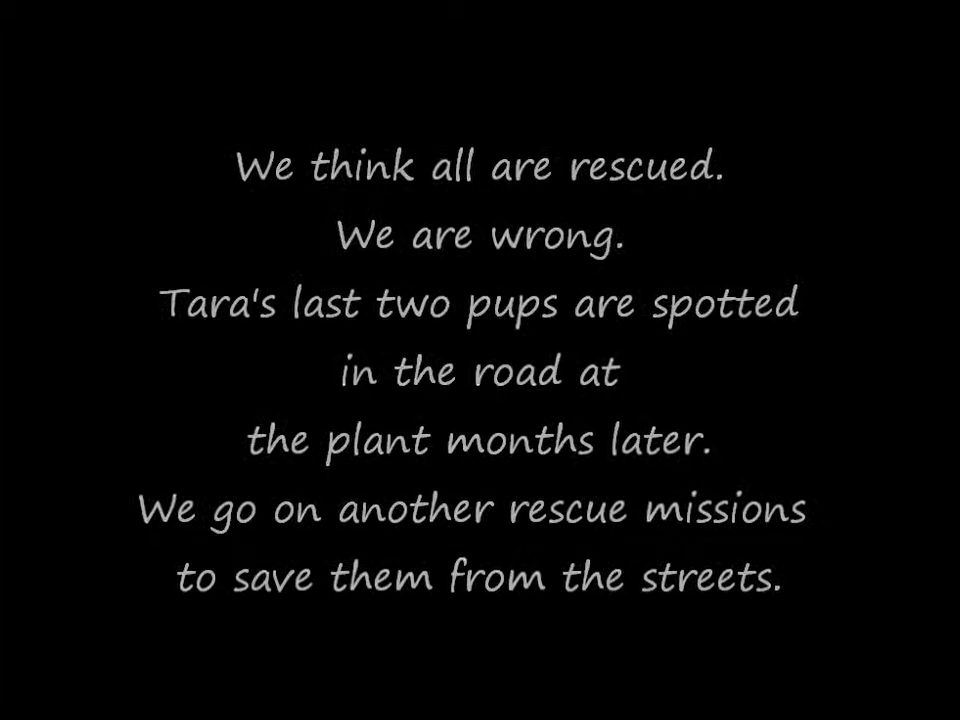 We think all are rescued.
We are wrong.
Tara's last two pups are spotted
in the road at
the plant months later.
We go on another rescue missions
to save them from the streets.